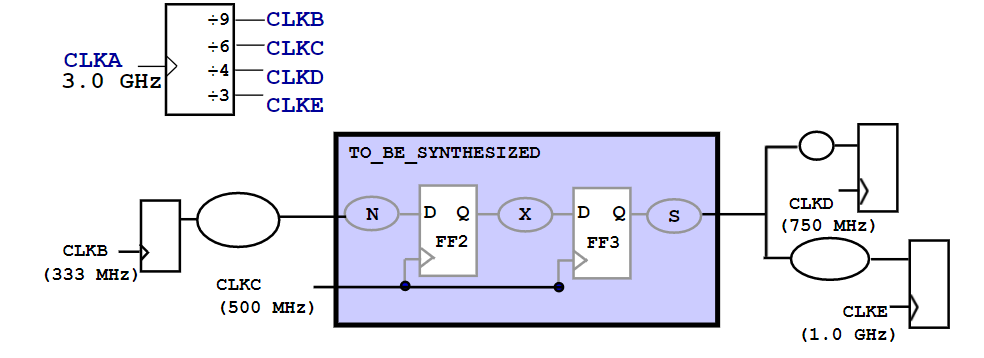 ÷9 CLKB
÷6 CLKC
CLKA
÷4 CLKD
3.0 GHz
÷3 CLKE
TO_BE_SYNTHESIZED
N D Q X D Q S
FF2 FF3
CLKD
(750 MHz)
CLKB
(333 MHz)
CLKC
(500 MHz)
CLKE
(1.0 GHz)